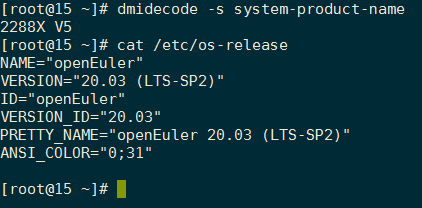 [root@15 ~]# dmidecode -s system-product-name
2288X V5
[root@15 ~]# cat /etc/os-release
NAME="openEuler"
VERSION="20.03 (LTS-SP2)"
ID="openEuler"
VERSION_ID="20.03"
PRETTY_NAME="openEuler 20.03 (LTS-SP2)"
ANSI_COLOR="0;31"
[root@15 ~]#